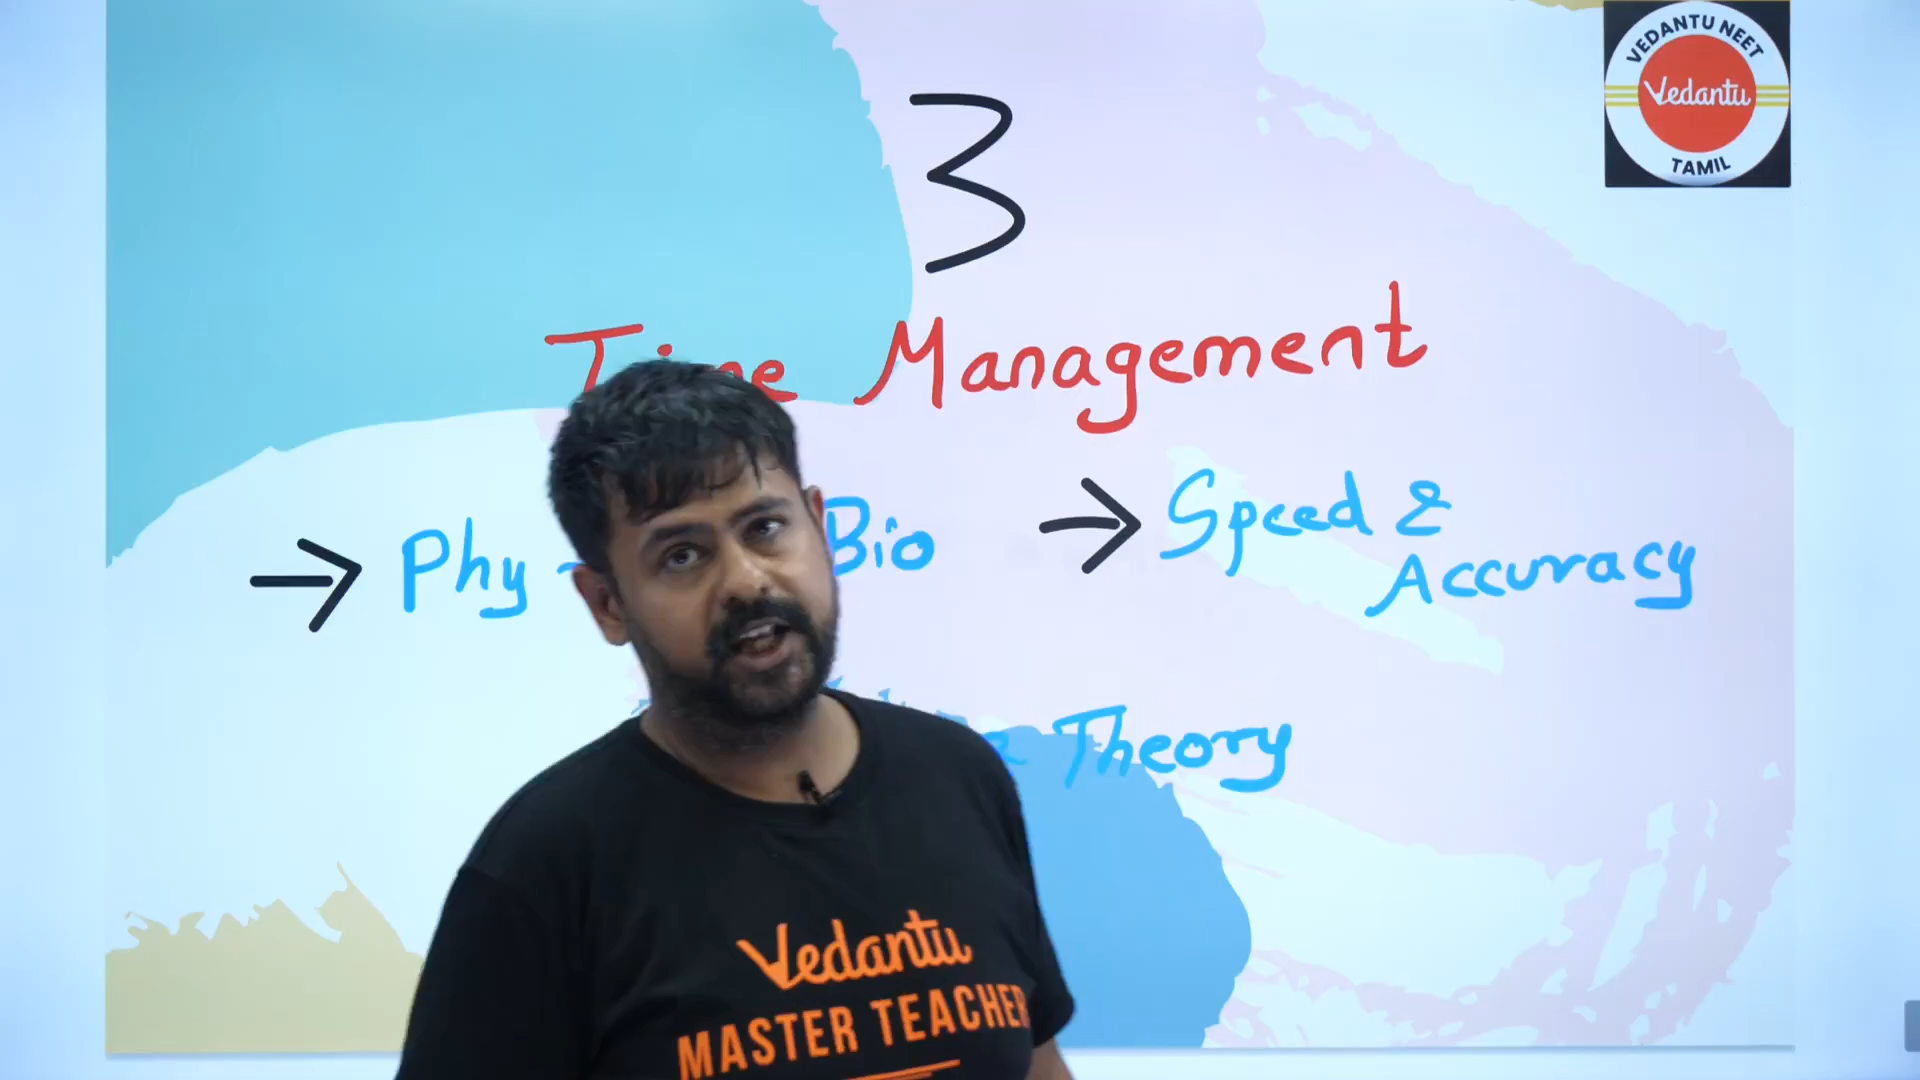 VEDANTU NEET
Vedantu
TAMIL
3
Management
Phy
Bio
Speed &
Accuracy
Theory
Vedantu
MASTER TEACHER